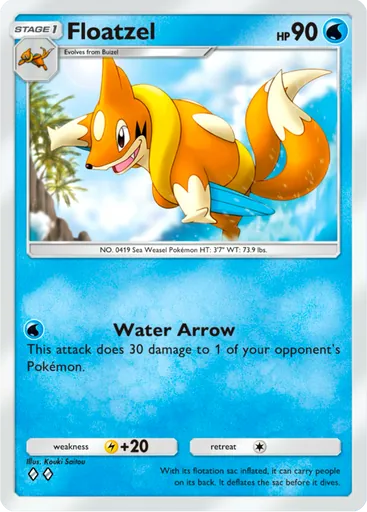 STAGE 1
Floatzel
HP 90
Evolves from Buizel
NO. 0419 Sea Weasel Pokémon HT: 3'7" WT: 73.9 lbs.
Water Arrow
This attack does 30 damage to 1 of your opponent's
Pokémon.
weakness +20
retreat
Illus. Kouki Saitou
With its flotation sac inflated, it can carry people
on its back. It deflates the sac before it dives.